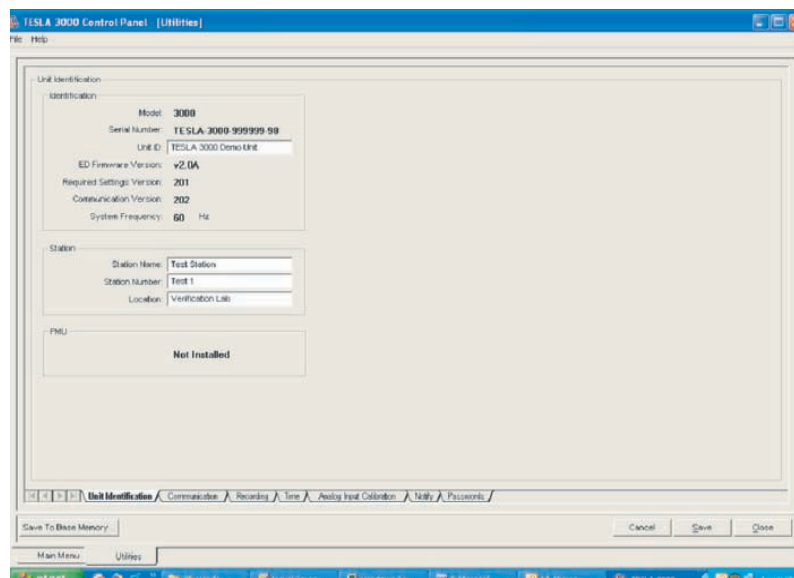 TESLA 3000 Control Panel [Utilities]
File Help
Unit Identification
Identification
Model: 3000
Serial Number: TESLA-3000-999999-98
Unit ID: TESLA 3000 Demo Unit
ED Firmware Version: v2.0A
Required Settings Version: 201
Communication Version: 202
System Frequency: 60 Hz
Station
Station Name: Test Station
Station Number: Test 1
Location: Verification Lab
PMU
Not Installed
Unit Identification Communication Recording Time Analog Input Calibration Notify Passwords
Save To Base Memory Cancel Save Close
Main Menu Utilities